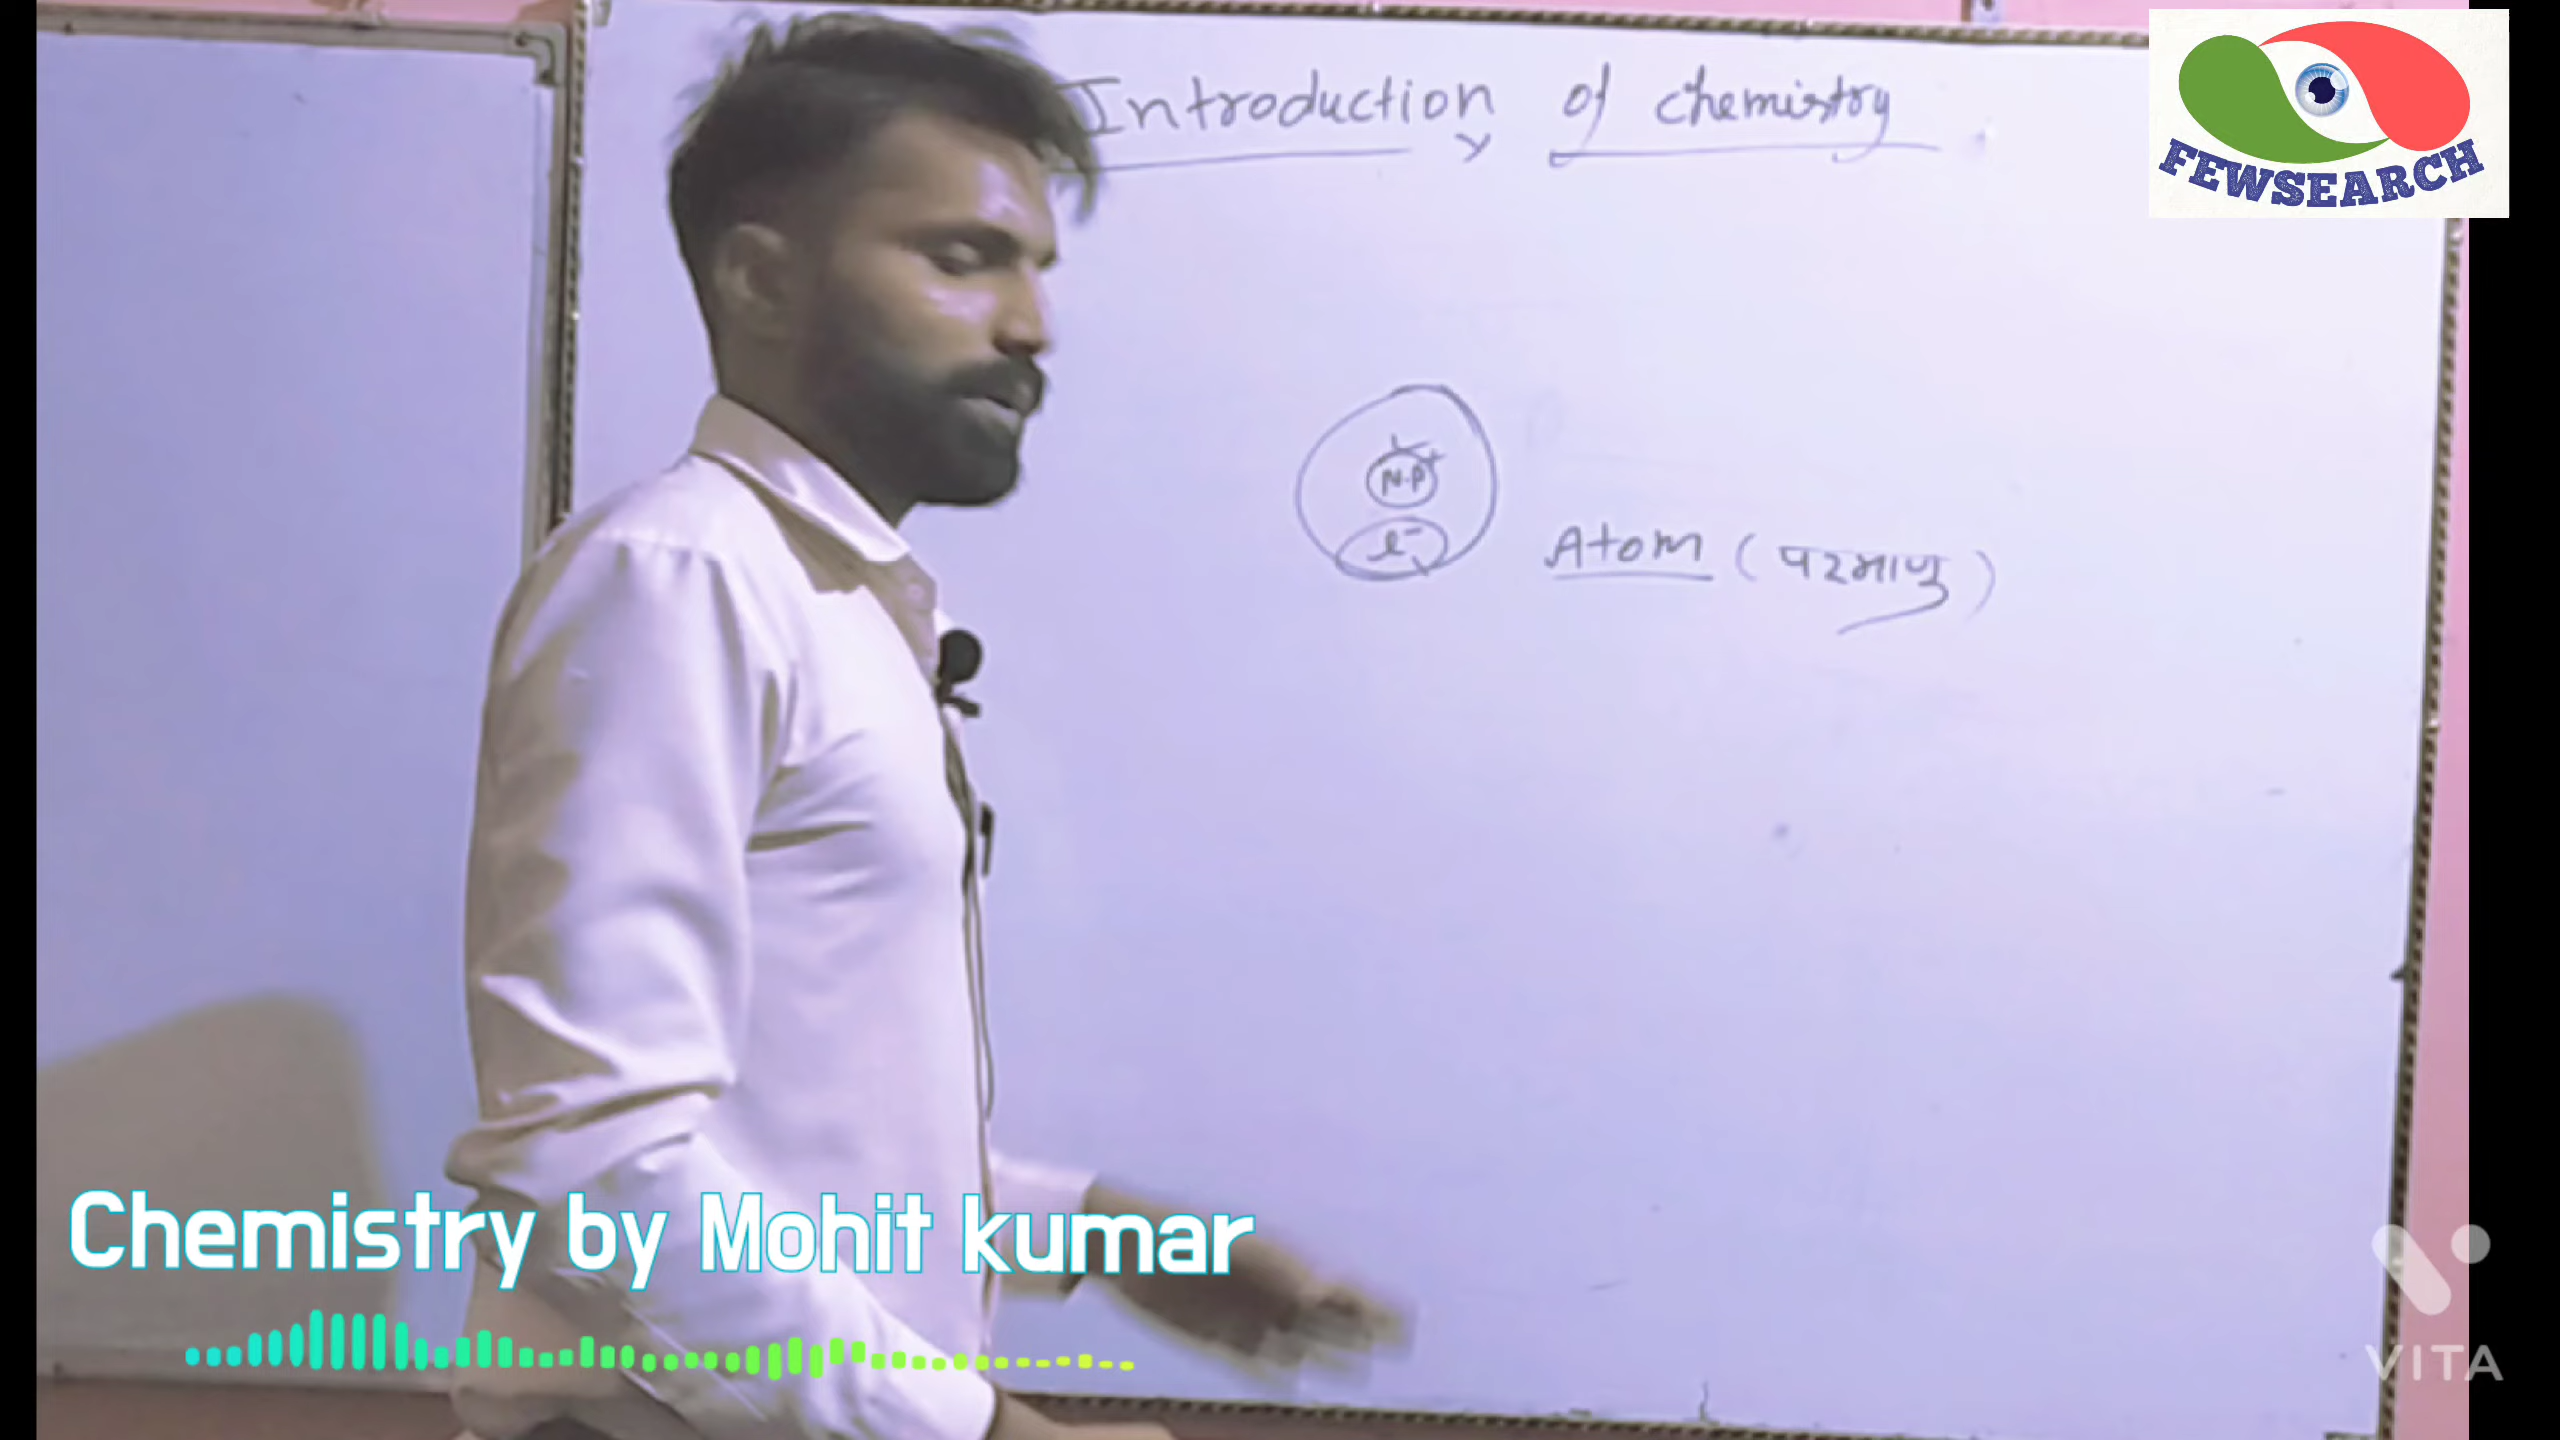 Introduction of chemistry
FEWSEARCH
N.P
e⁻
Atom (परमाणु)
Chemistry by Mohit kumar
VITA